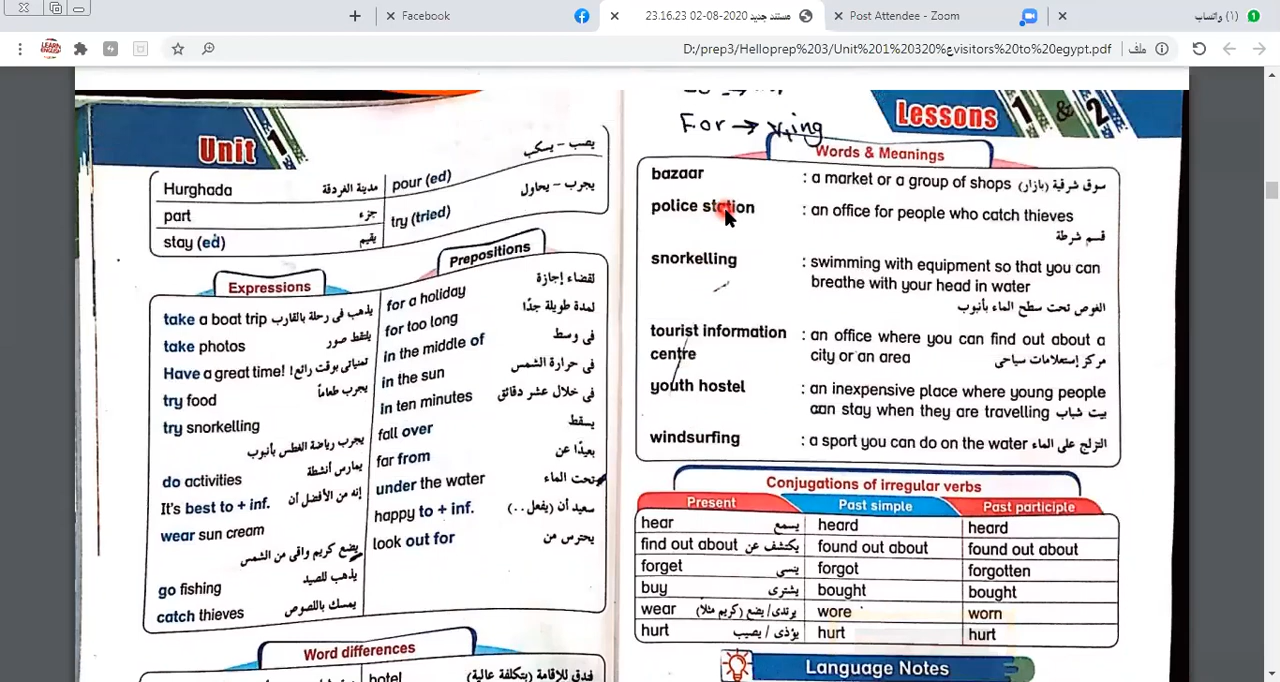 Facebook
مستند جديد 2020-08-02 23.16.23
Post Attendee - Zoom
(١) واتساب
ملف D:/prep3/Helloprep%203/Unit%201%20320%عvisitors%20to%20egypt.pdf
Unit 1
Hurghada مدينة الغردقة
part جزء
stay (ed) يقيم
pour (ed) يصب – يسكب
try (tried) يجرب – يحاول
Expressions
take a boat trip يذهب فى رحلة بالقارب
take photos يلتقط صور
Have a great time! تمنياتى بوقت رائع!
try food يجرب طعاماً
try snorkelling
يجرب رياضة الغطس بأنبوب
do activities يمارس أنشطة
It's best to + inf. إنه من الأفضل أن
wear sun cream
يضع كريم واقى من الشمس
go fishing يذهب للصيد
catch thieves يمسك باللصوص
Prepositions
for a holiday لقضاء إجازة
for too long لمدة طويلة جدًا
in the middle of فى وسط
in the sun فى حرارة الشمس
in ten minutes فى خلال عشر دقائق
fall over يسقط
far from بعيدًا عن
under the water تحت الماء
happy to + inf. سعيد أن (يفعل ..)
look out for يحترس من
Word differences
hotel فندق للإقامة (بتكلفة عالية)
Lessons 1 & 2
For → x+ing
Words & Meanings
bazaar : a market or a group of shops سوق شرقية (بازار)
police station : an office for people who catch thieves
قسم شرطة
snorkelling : swimming with equipment so that you can
breathe with your head in water
الغوص تحت سطح الماء بأنبوب
tourist information : an office where you can find out about a
centre city or an area مركز إستعلامات سياحى
youth hostel : an inexpensive place where young people
can stay when they are travelling بيت شباب
windsurfing : a sport you can do on the water التزلج على الماء
Conjugations of irregular verbs
Present Past simple Past participle
hear يسمع heard heard
find out about يكتشف عن found out about found out about
forget ينسى forgot forgotten
buy يشترى bought bought
wear يرتدى/ يضع (كريم مثلاً) wore worn
hurt يؤذى / يصيب hurt hurt
Language Notes